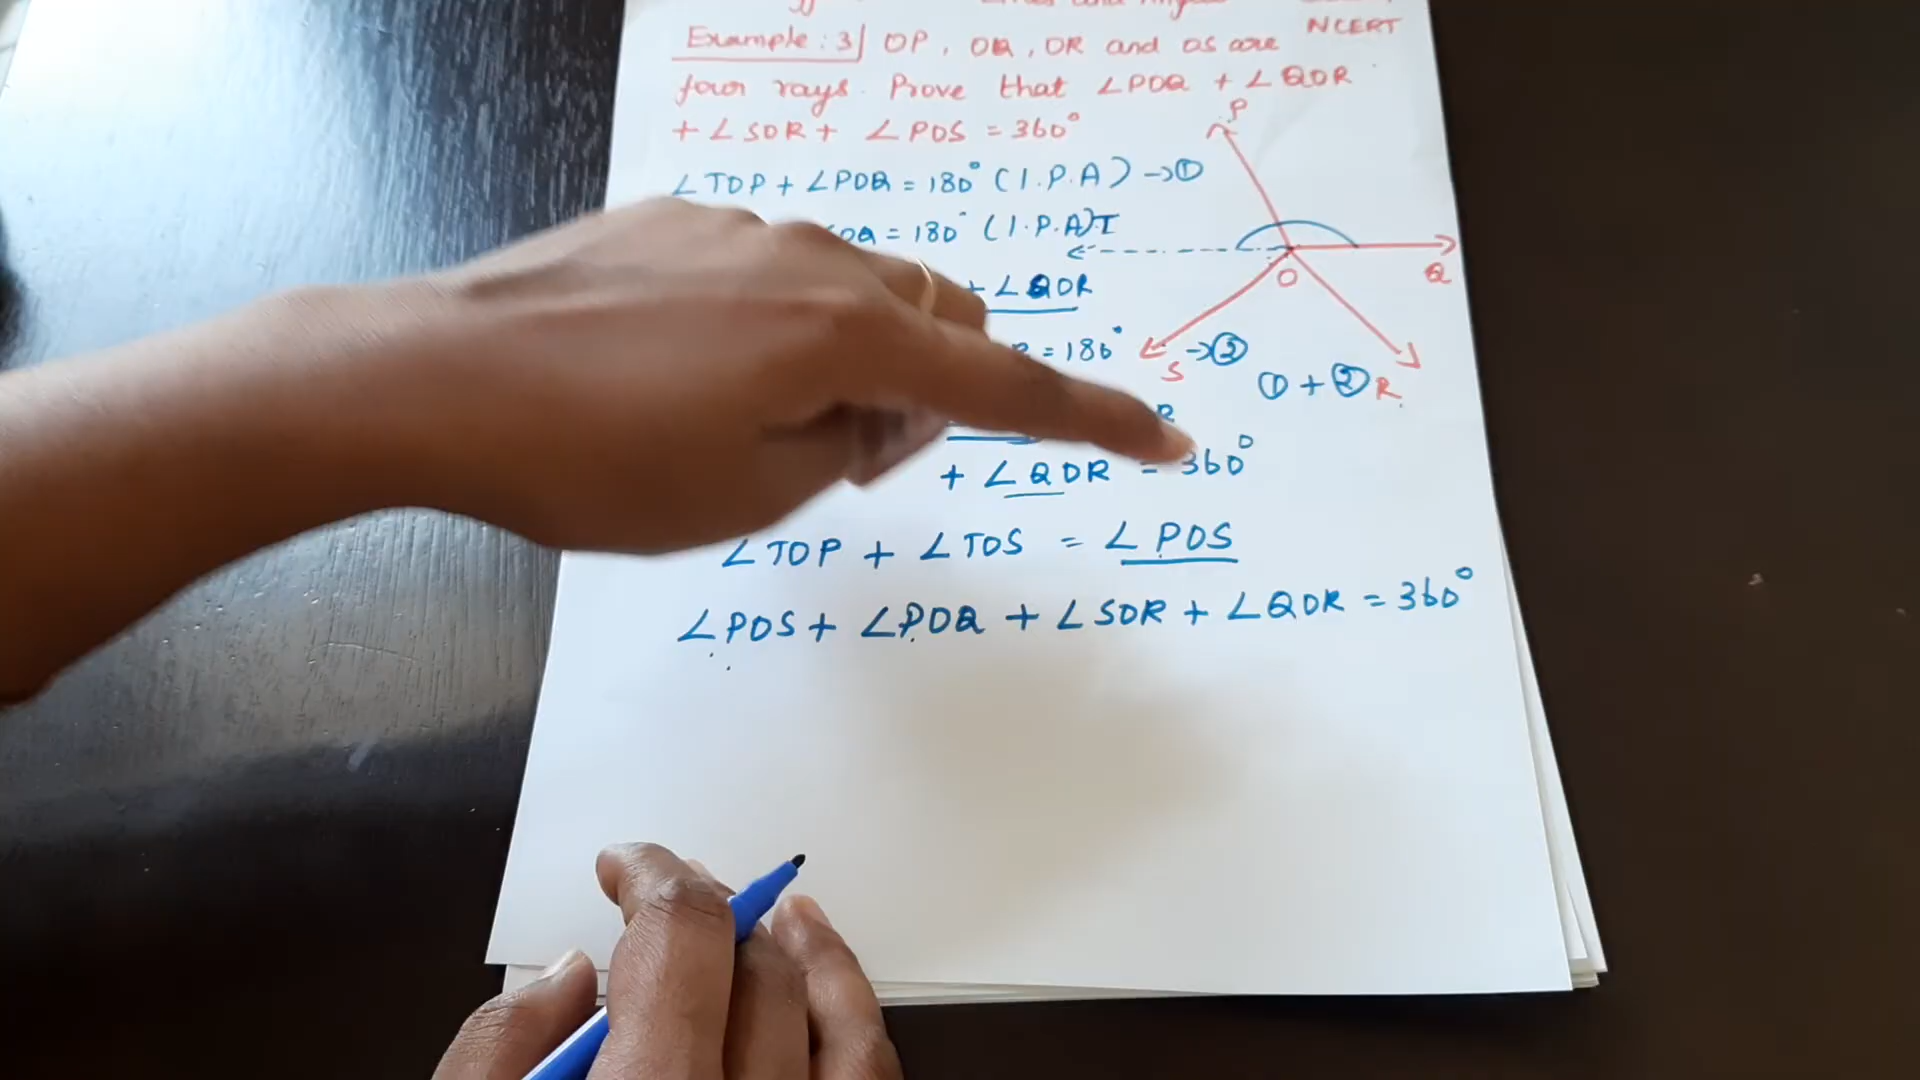 NCERT
Example: 3 OP, OQ, OR and OS are
four rays. Prove that ∠POQ + ∠QOR
+ ∠SOR + ∠POS = 360°
P
∠TOP + ∠POQ = 180° (L.P.A) → ①
= 180° (L.P.A) T
Q
O
+ ∠QOR
= 180° → ②
S
① + ② R
R
+ ∠QOR = 360°
∠TOP + ∠TOS = ∠POS
∠POS + ∠POQ + ∠SOR + ∠QOR = 360°